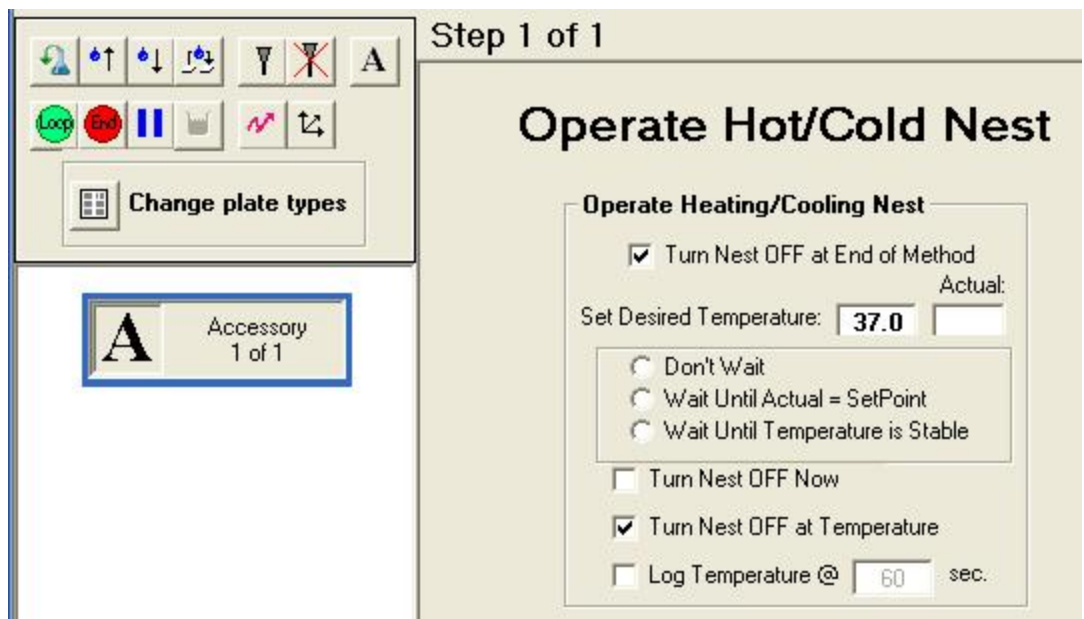 Step 1 of 1
A
Loop End
Change plate types
A
Accessory
1 of 1
Operate Hot/Cold Nest
Operate Heating/Cooling Nest
Turn Nest OFF at End of Method
Actual:
Set Desired Temperature: 37.0
Don't Wait
Wait Until Actual = SetPoint
Wait Until Temperature is Stable
Turn Nest OFF Now
Turn Nest OFF at Temperature
Log Temperature @ 60 sec.